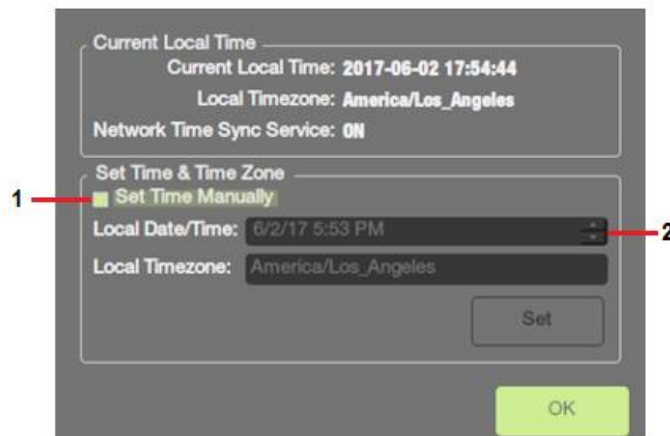 Current Local Time
Current Local Time: 2017-06-02 17:54:44
Local Timezone: America/Los_Angeles
Network Time Sync Service: ON
Set Time & Time Zone
1
Set Time Manually
Local Date/Time: 6/2/17 5:53 PM
2
Local Timezone: America/Los_Angeles
Set
OK